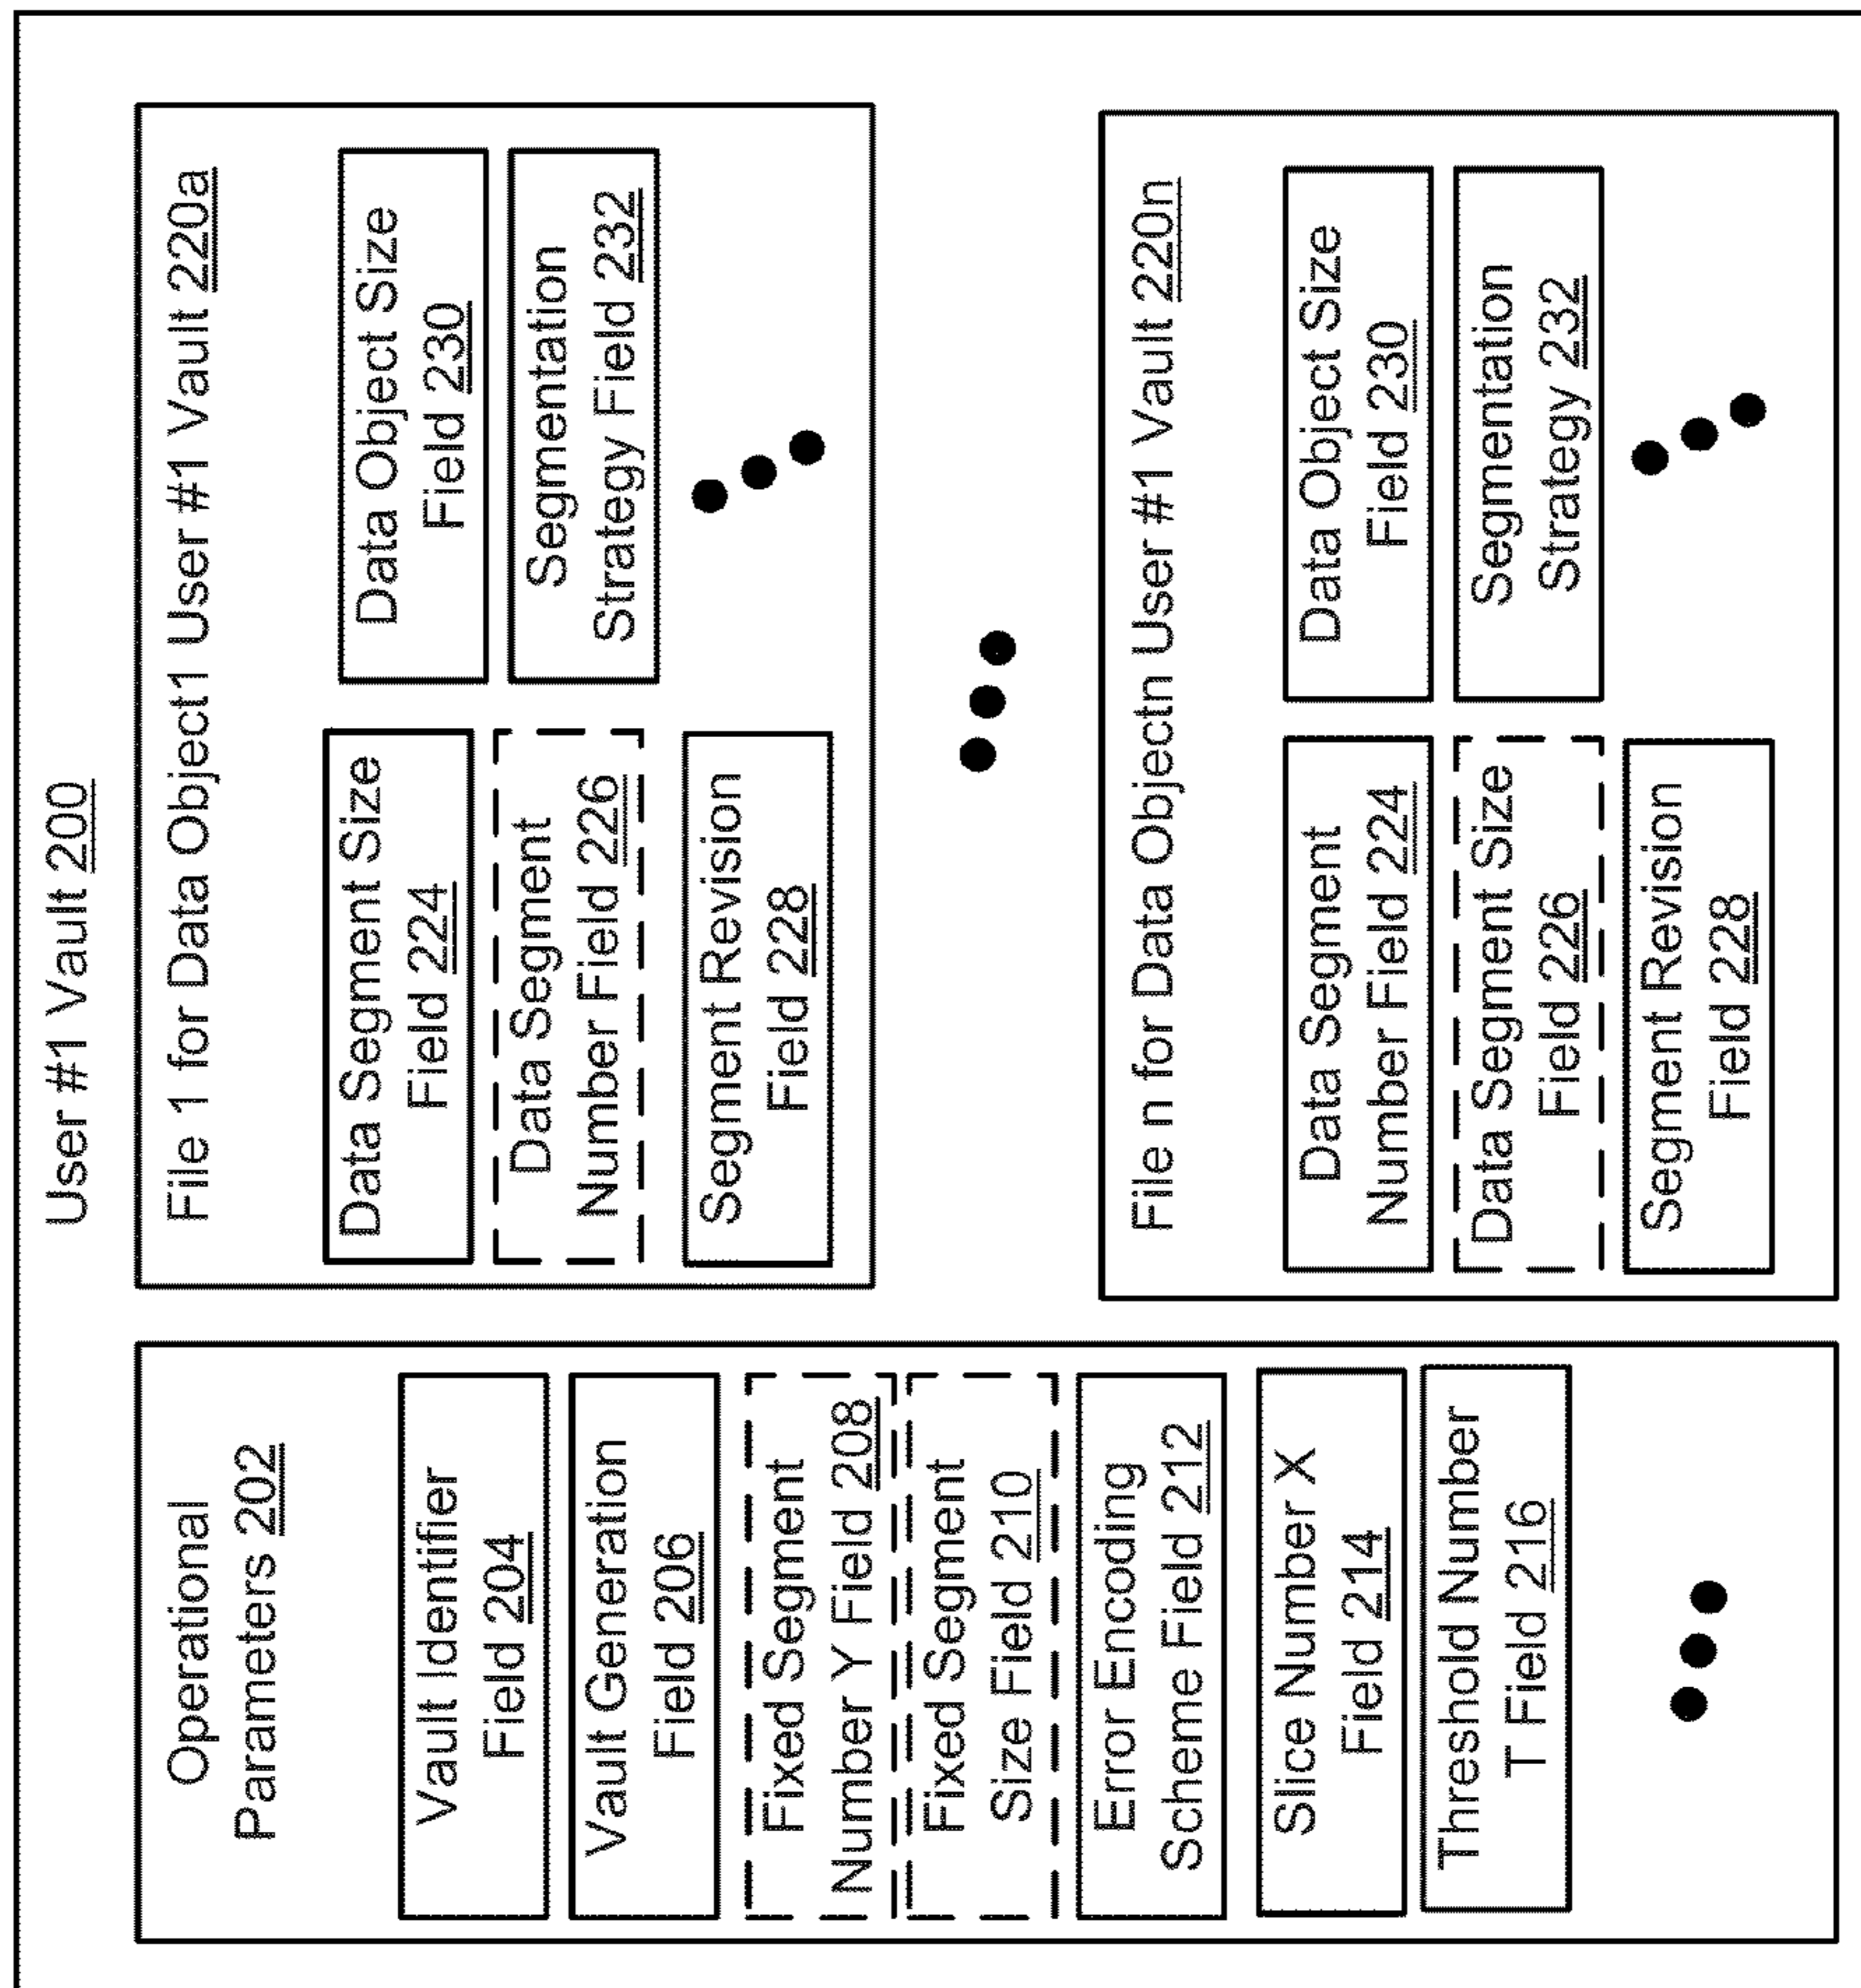 User #1 Vault 200
Operational
Parameters 202
Vault Identifier
Field 204
Vault Generation
Field 206
Fixed Segment
Number Y Field 208
Fixed Segment
Size Field 210
Error Encoding
Scheme Field 212
Slice Number X
Field 214
Threshold Number
T Field 216
File 1 for Data Object1 User #1 Vault 220a
Data Segment Size
Field 224
Data Segment
Number Field 226
Segment Revision
Field 228
Data Object Size
Field 230
Segmentation
Strategy Field 232
File n for Data Objectn User #1 Vault 220n
Data Segment
Number Field 224
Data Segment Size
Field 226
Segment Revision
Field 228
Data Object Size
Field 230
Segmentation
Strategy 232